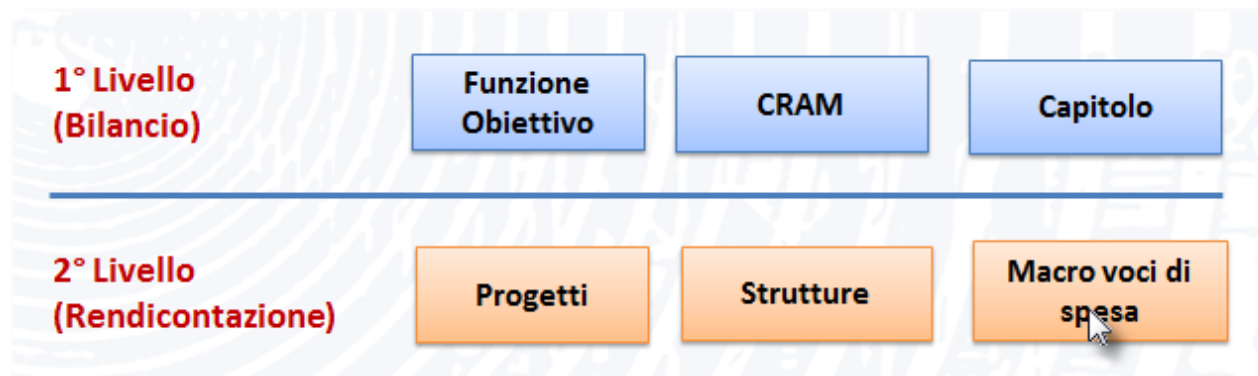 1° Livello
(Bilancio)
Funzione
Obiettivo
CRAM
Capitolo
2° Livello
(Rendicontazione)
Progetti
Strutture
Macro voci di
spesa